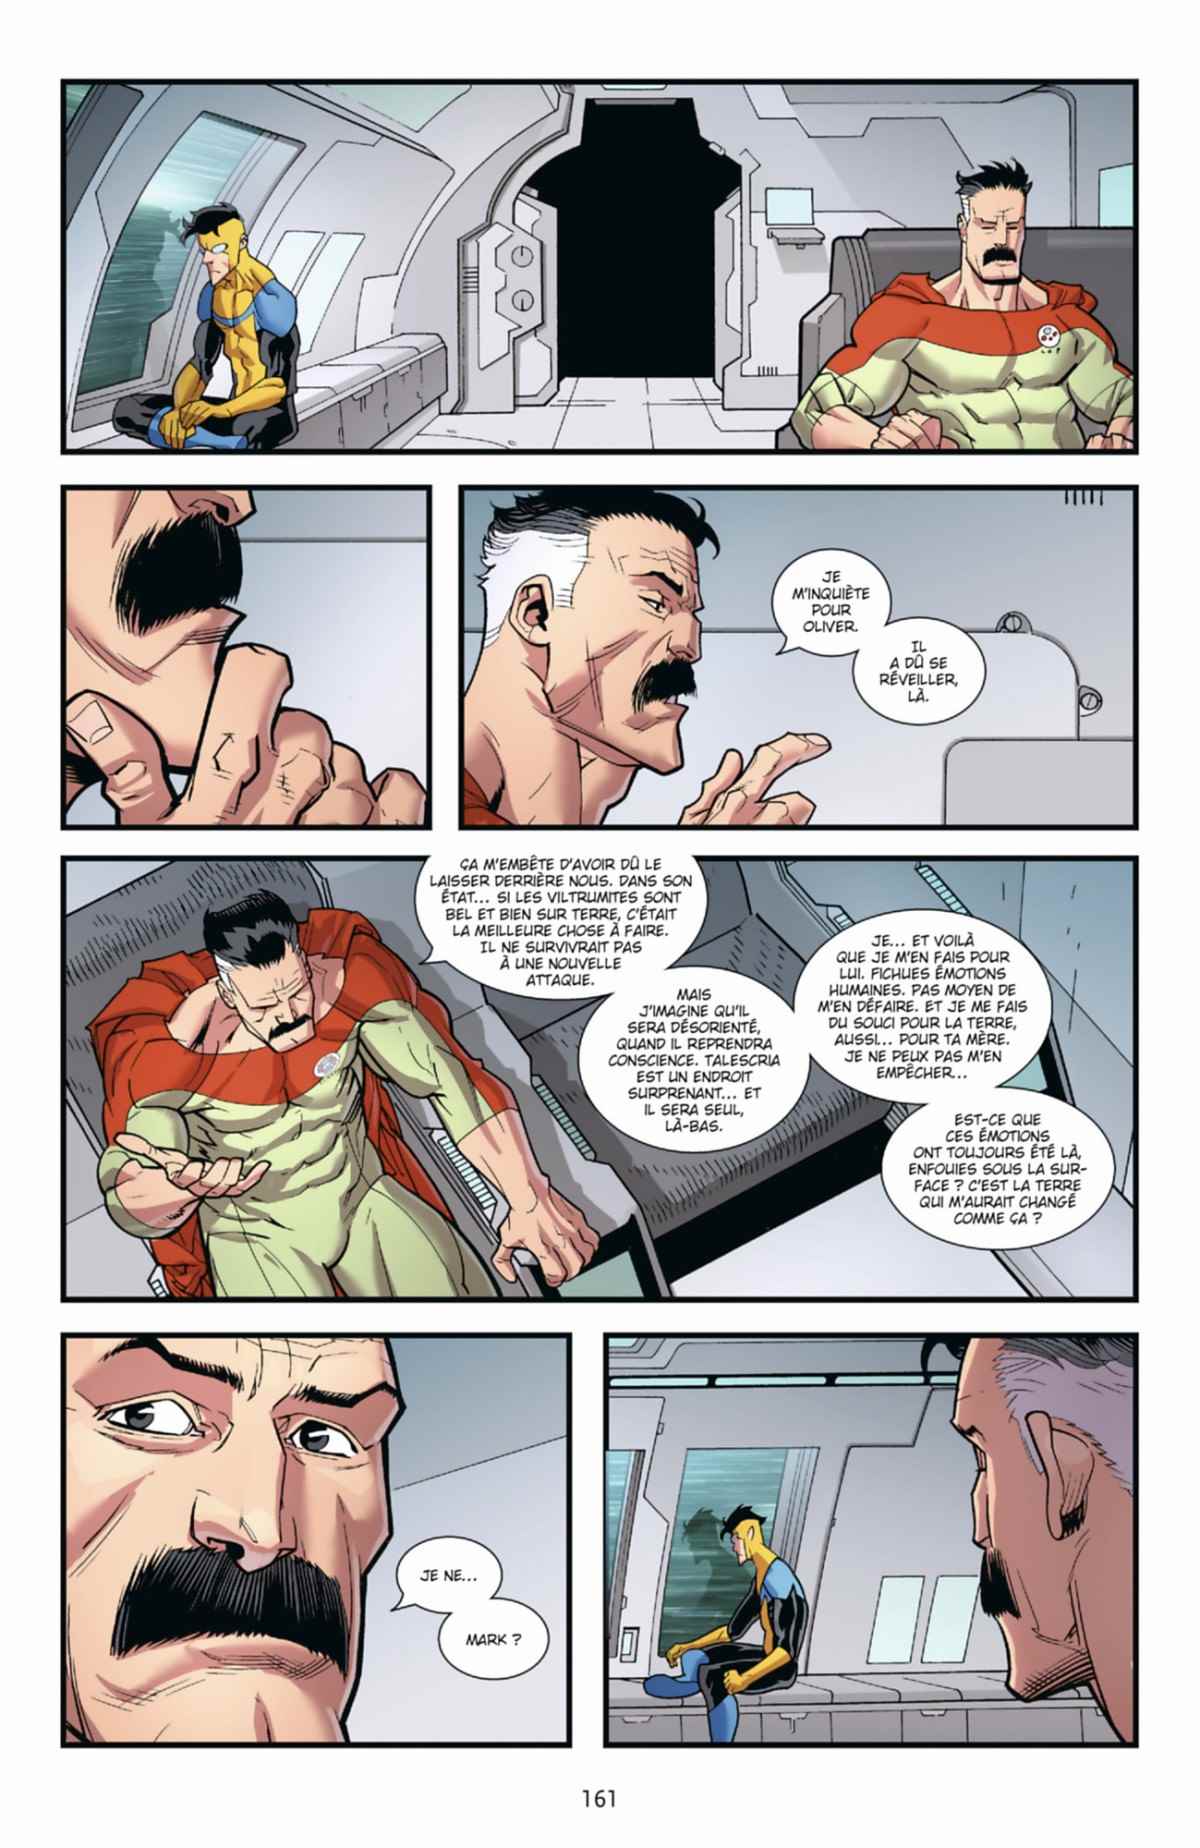 JE
M'INQUIÈTE
POUR
OLIVER.
IL
A DÛ SE
RÉVEILLER,
LÀ.
ÇA M'EMBÊTE D'AVOIR DÛ LE
LAISSER DERRIÈRE NOUS. DANS SON
ÉTAT... SI LES VILTRUMITES SONT
BEL ET BIEN SUR TERRE, C'ÉTAIT
LA MEILLEURE CHOSE À FAIRE.
IL NE SURVIVRAIT PAS
À UNE NOUVELLE
ATTAQUE.
MAIS
J'IMAGINE QU'IL
SERA DÉSORIENTÉ,
QUAND IL REPRENDRA
CONSCIENCE. TALESCRIA
EST UN ENDROIT
SURPRENANT... ET
IL SERA SEUL,
LÀ-BAS.
JE... ET VOILÀ
QUE JE M'EN FAIS POUR
LUI. FICHUES ÉMOTIONS
HUMAINES. PAS MOYEN DE
M'EN DÉFAIRE. ET JE ME FAIS
DU SOUCI POUR LA TERRE,
AUSSI... POUR TA MÈRE.
JE NE PEUX PAS M'EN
EMPÊCHER...
EST-CE QUE
CES ÉMOTIONS
ONT TOUJOURS ÉTÉ LÀ,
ENFOUIES SOUS LA SUR-
FACE ? C'EST LA TERRE
QUI M'AURAIT CHANGÉ
COMME ÇA ?
JE NE...
MARK ?
161